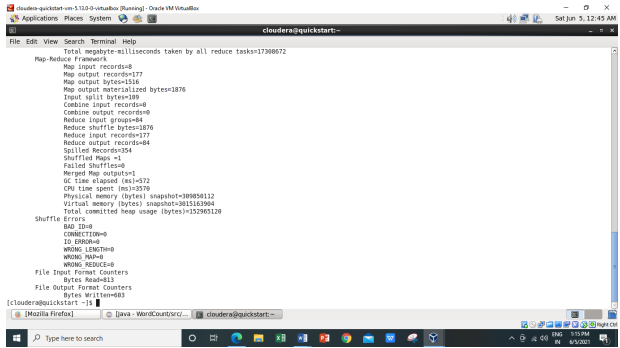 cloudera-quickstart-vm-5.13.0-0-virtualbox [Running] - Oracle VM VirtualBox
Applications Places System
Sat Jun 5, 12:45 AM
cloudera@quickstart:~
File Edit View Search Terminal Help
Total megabyte-milliseconds taken by all reduce tasks=17308672
Map-Reduce Framework
Map input records=8
Map output records=177
Map output bytes=1516
Map output materialized bytes=1876
Input split bytes=109
Combine input records=0
Combine output records=0
Reduce input groups=84
Reduce shuffle bytes=1876
Reduce input records=177
Reduce output records=84
Spilled Records=354
Shuffled Maps =1
Failed Shuffles=0
Merged Map outputs=1
GC time elapsed (ms)=572
CPU time spent (ms)=3570
Physical memory (bytes) snapshot=309850112
Virtual memory (bytes) snapshot=3015163904
Total committed heap usage (bytes)=152965120
Shuffle Errors
BAD_ID=0
CONNECTION=0
IO_ERROR=0
WRONG_LENGTH=0
WRONG_MAP=0
WRONG_REDUCE=0
File Input Format Counters
Bytes Read=813
File Output Format Counters
Bytes Written=603
[cloudera@quickstart ~]$
[Mozilla Firefox] [Java - WordCount/src/... cloudera@quickstart:~
Right Ctrl
Type here to search
ENG 1:15 PM
IN 6/5/2021